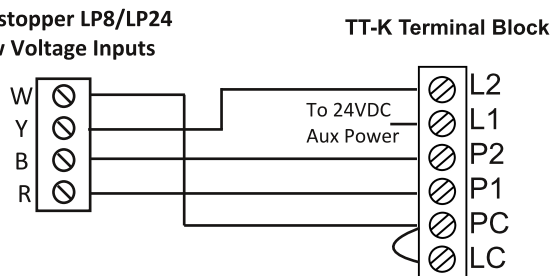 stopper LP8/LP24
Voltage Inputs
TT-K Terminal Block
W
Y
B
R
To 24VDC
Aux Power
L2
L1
P2
P1
PC
LC